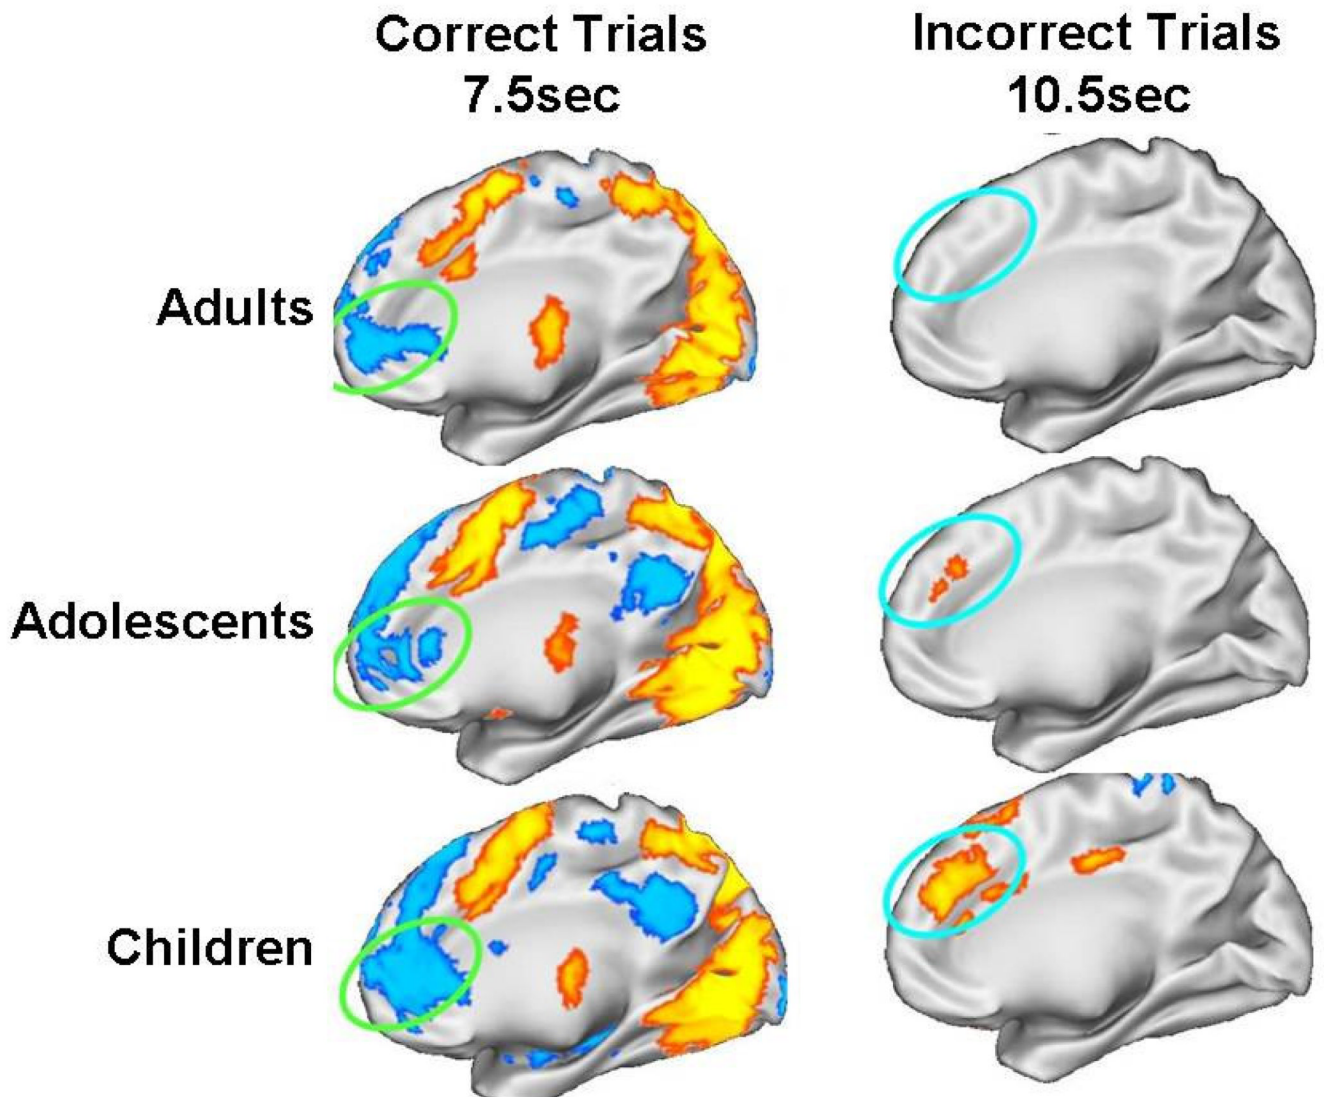 Correct Trials
7.5sec
Incorrect Trials
10.5sec
Adults
Adolescents
Children